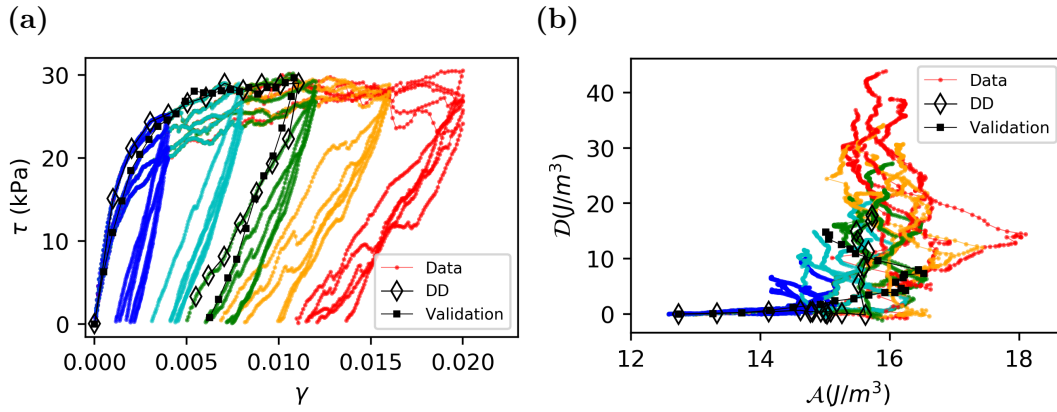 (a)
30
20
10
0
τ (kPa)
0.000 0.005 0.010 0.015 0.020
γ
Data
DD
Validation
(b)
40
30
20
10
0
𝒟(J/m³)
12 14 16 18
𝒜(J/m³)
Data
DD
Validation